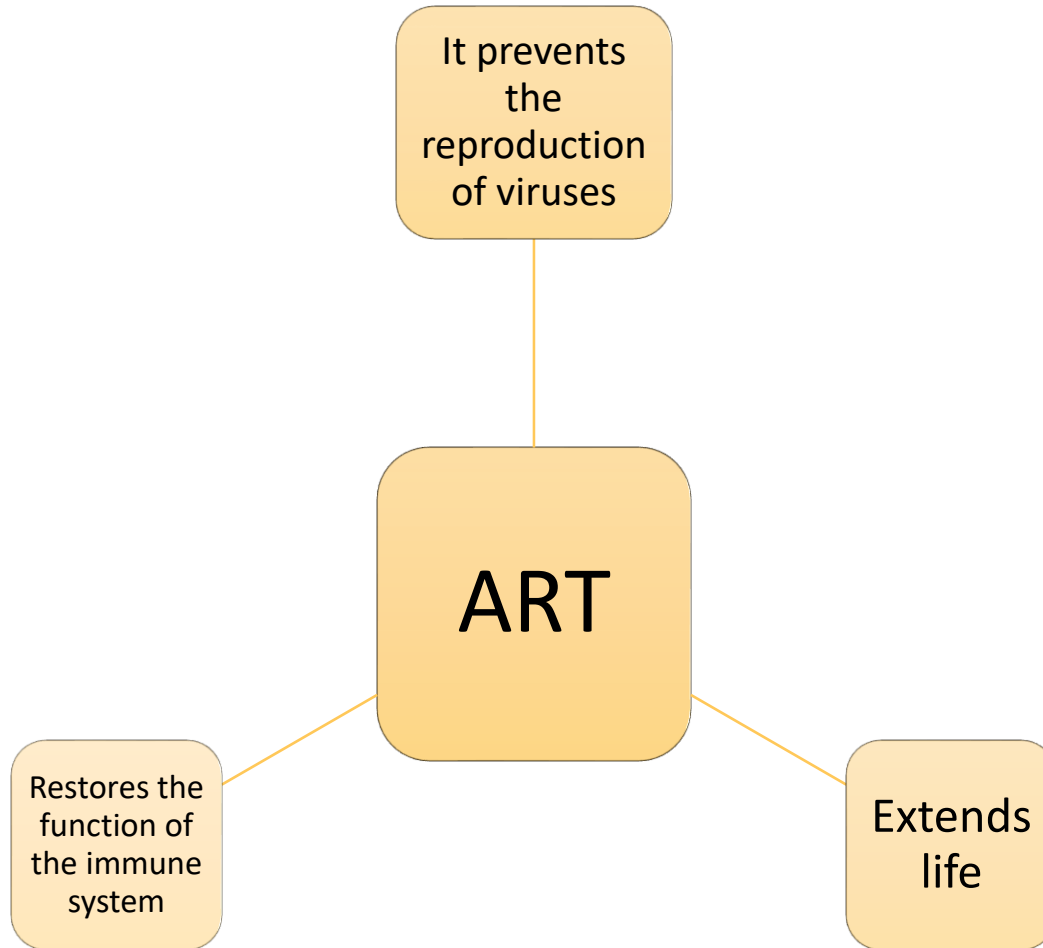 It prevents
the
reproduction
of viruses
ART
Restores the
function of
the immune
system
Extends
life